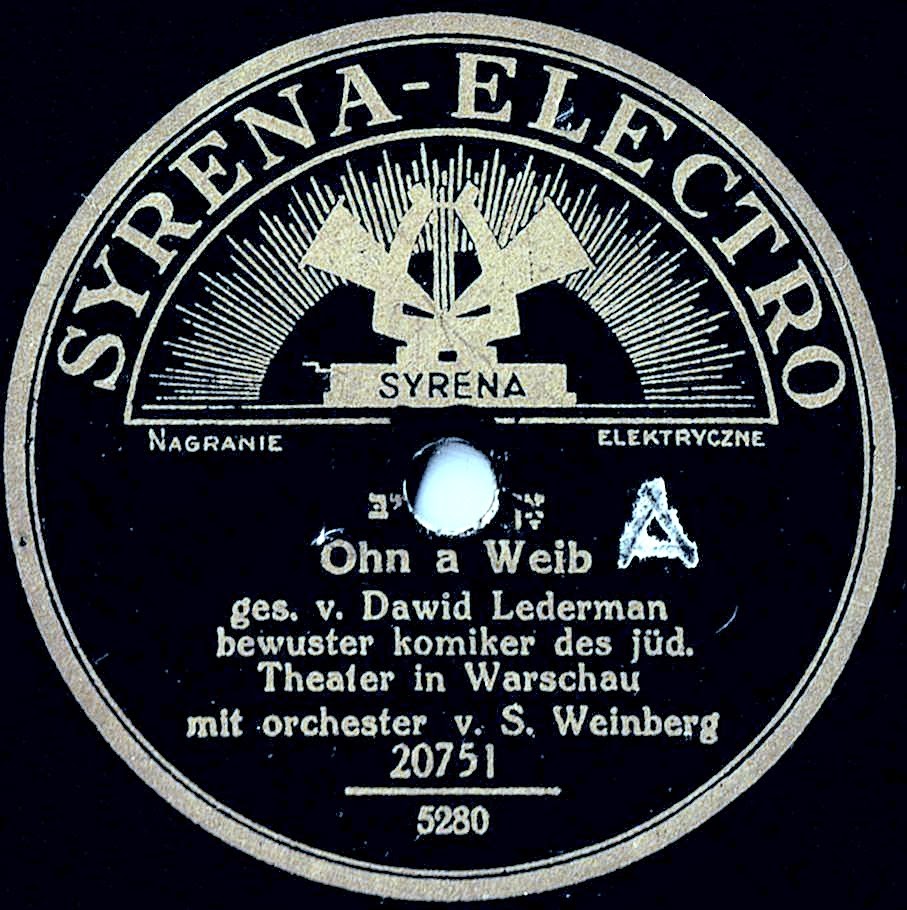 SYRENA-ELECTRO
SYRENA
NAGRANIE ELEKTRYCZNE
A
Ohn a Weib
ges. v. Dawid Lederman
bewuster komiker des jüd.
Theater in Warschau
mit orchester v. S. Weinberg
20751
5280